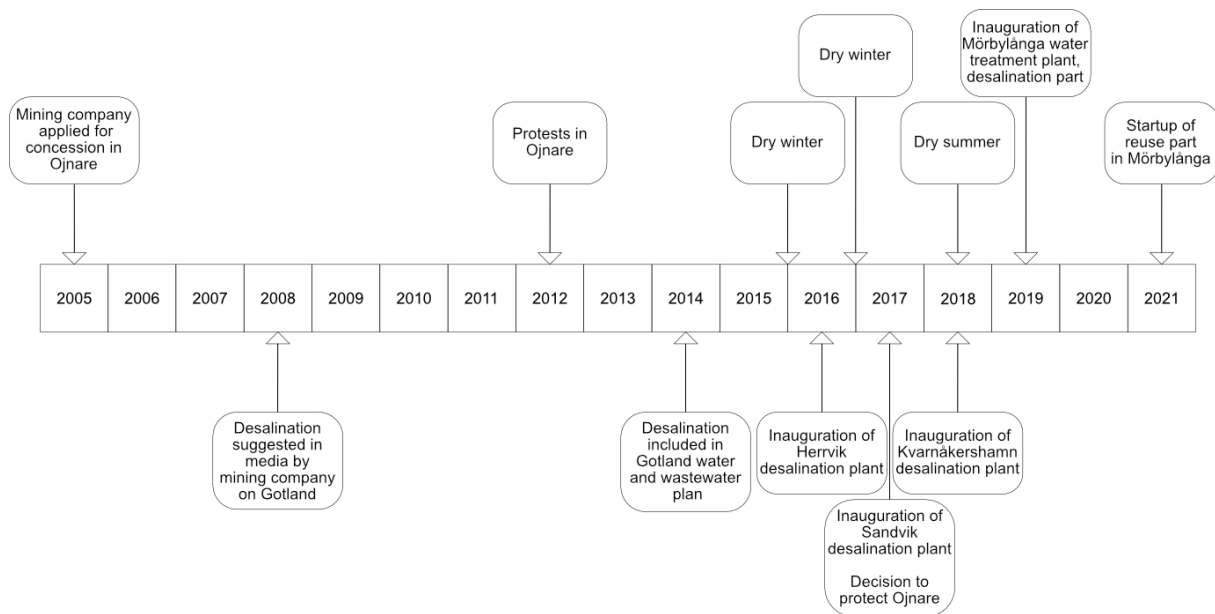 Dry winter
Inauguration of
Mörbylånga water
treatment plant,
desalination part
Mining company
applied for
concession in
Ojnare
Protests in
Ojnare
Dry winter
Dry summer
Startup of
reuse part
in Mörbylånga
2005 2006 2007 2008 2009 2010 2011 2012 2013 2014 2015 2016 2017 2018 2019 2020 2021
Desalination
suggested in
media by
mining company
on Gotland
Desalination
included in
Gotland water
and wastewater
plan
Inauguration of
Herrvik
desalination plant
Inauguration of
Kvarnåkershamn
desalination plant
Inauguration of
Sandvik
desalination plant
Decision to
protect Ojnare